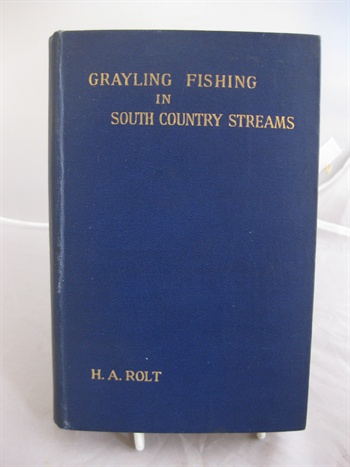 GRAYLING FISHING
IN
SOUTH COUNTRY STREAMS
H. A. ROLT